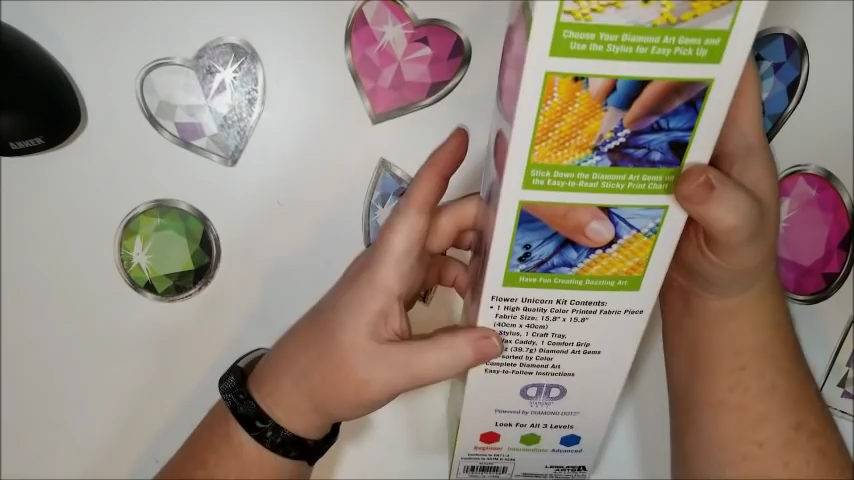 ANKER
Choose Your Diamond Art Gems and
Use the Stylus for Easy Pick Up
Stick Down the Diamond Art Gems on
the Easy-to-Read Sticky Print Chart
Have Fun Creating Dazzling Art
Flower Unicorn Kit Contents:
• 1 High Quality Color Printed Fabric Piece
Fabric Size: 15.8" x 15.8"
(40cm x 40cm)
Stylus, 1 Craft Tray,
Wax Caddy, 1 Comfort Grip
(39.7g) Diamond Art Gems
by Color
Complete Diamond Art
Easy-to-Follow Instructions
DD
Powered by DIAMOND DOTZ
Look For All 3 Levels
Beginner Intermediate Advanced
LEISURE
ARTS